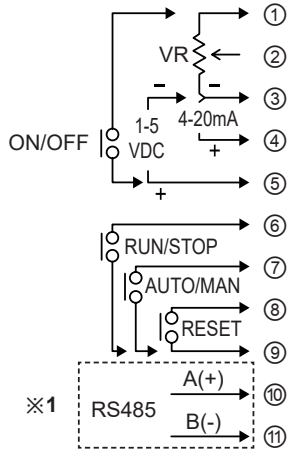 ①
VR ②
− − ③
1-5 4-20mA
ON/OFF VDC + ④
+ ⑤
⑥
RUN/STOP
⑦
AUTO/MAN
⑧
RESET
⑨
A(+) ⑩
※1 RS485
B(-) ⑪